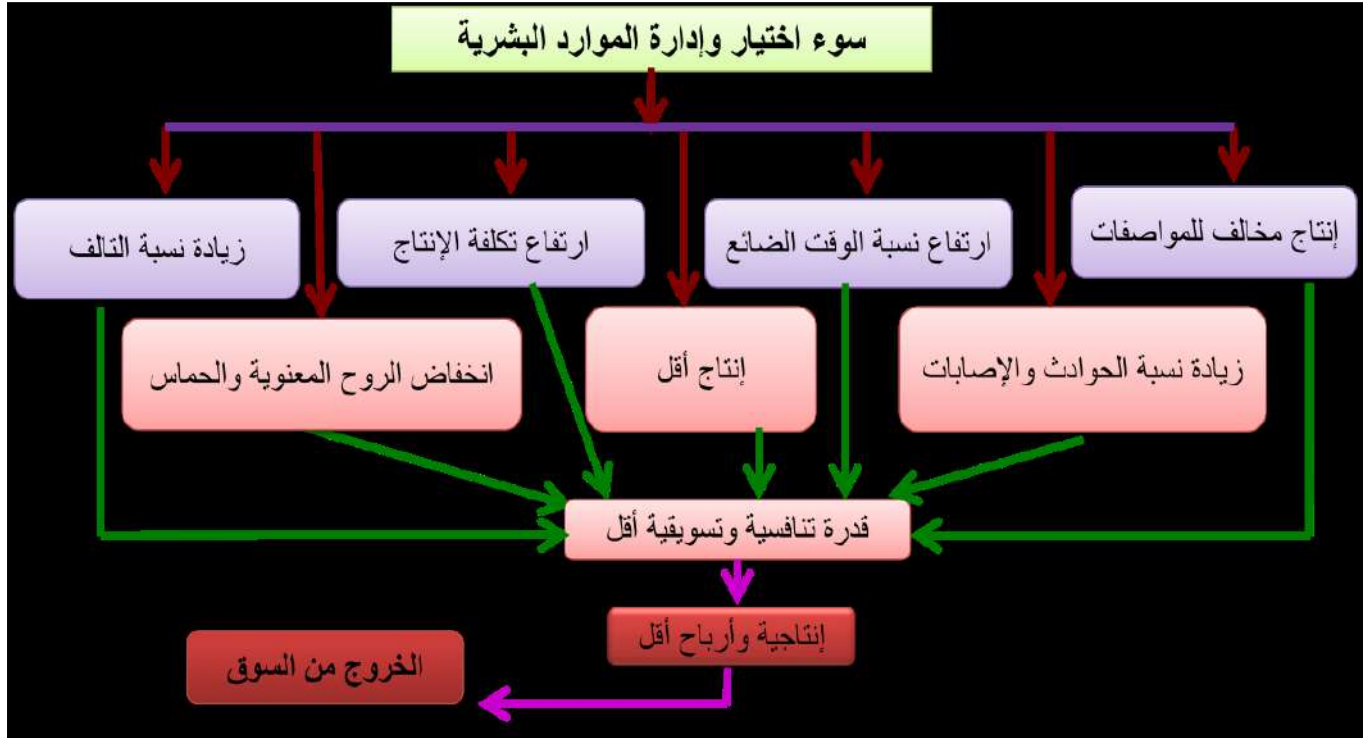 سوء اختيار وإدارة الموارد البشرية
إنتاج مخالف للمواصفات
ارتفاع نسبة الوقت الضائع
ارتفاع تكلفة الإنتاج
زيادة نسبة التالف
زيادة نسبة الحوادث والإصابات
إنتاج أقل
انخفاض الروح المعنوية والحماس
قدرة تنافسية وتسويقية أقل
إنتاجية وأرباح أقل
الخروج من السوق